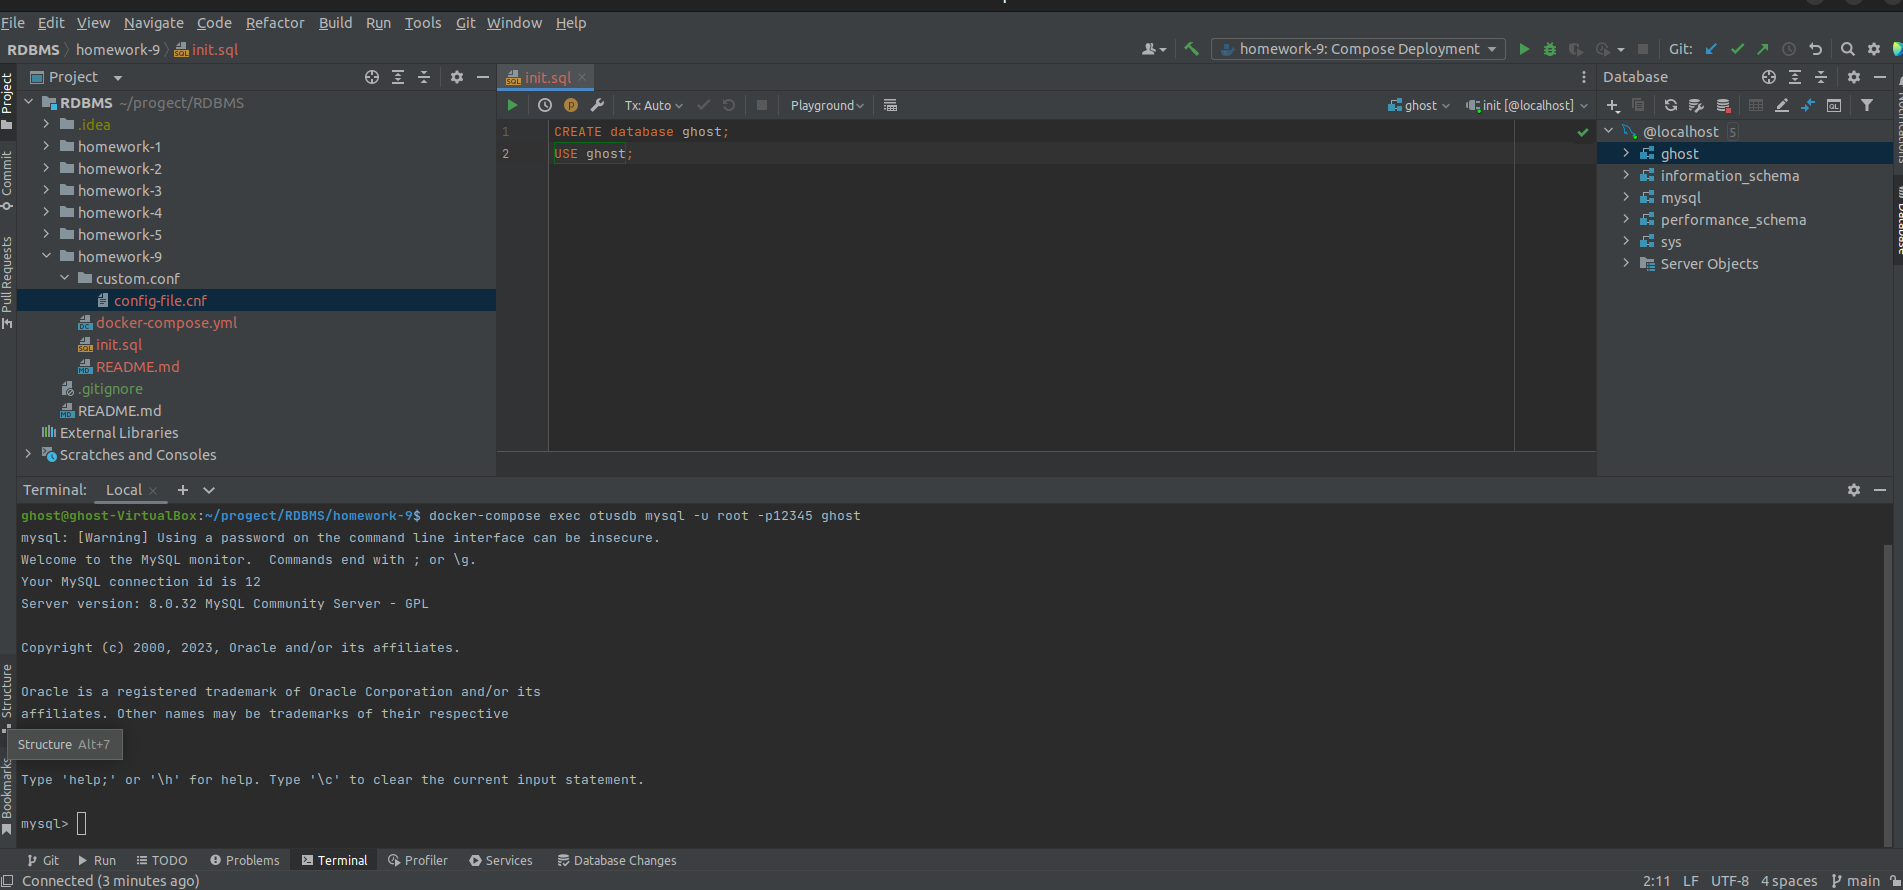 File Edit View Navigate Code Refactor Build Run Tools Git Window Help
RDBMS homework-9 init.sql
homework-9: Compose Deployment
Git:
Project
init.sql
Database
Tx: Auto
Playground
ghost
init [@localhost]
Project
Commit
Pull Requests
Structure
Bookmarks
RDBMS ~/progect/RDBMS
.idea
homework-1
homework-2
homework-3
homework-4
homework-5
homework-9
custom.conf
config-file.cnf
docker-compose.yml
init.sql
README.md
.gitignore
README.md
External Libraries
Scratches and Consoles
1 CREATE database ghost;
2 USE ghost;
@localhost 5
ghost
information_schema
mysql
performance_schema
sys
Server Objects
Notifications
Database
Terminal: Local
ghost@ghost-VirtualBox:~/progect/RDBMS/homework-9$ docker-compose exec otusdb mysql -u root -p12345 ghost
mysql: [Warning] Using a password on the command line interface can be insecure.
Welcome to the MySQL monitor.  Commands end with ; or \g.
Your MySQL connection id is 12
Server version: 8.0.32 MySQL Community Server - GPL
Copyright (c) 2000, 2023, Oracle and/or its affiliates.
Oracle is a registered trademark of Oracle Corporation and/or its
affiliates. Other names may be trademarks of their respective
Structure Alt+7
Type 'help;' or '\h' for help. Type '\c' to clear the current input statement.
mysql>
Git Run TODO Problems Terminal Profiler Services Database Changes
Connected (3 minutes ago)
2:11 LF UTF-8 4 spaces main